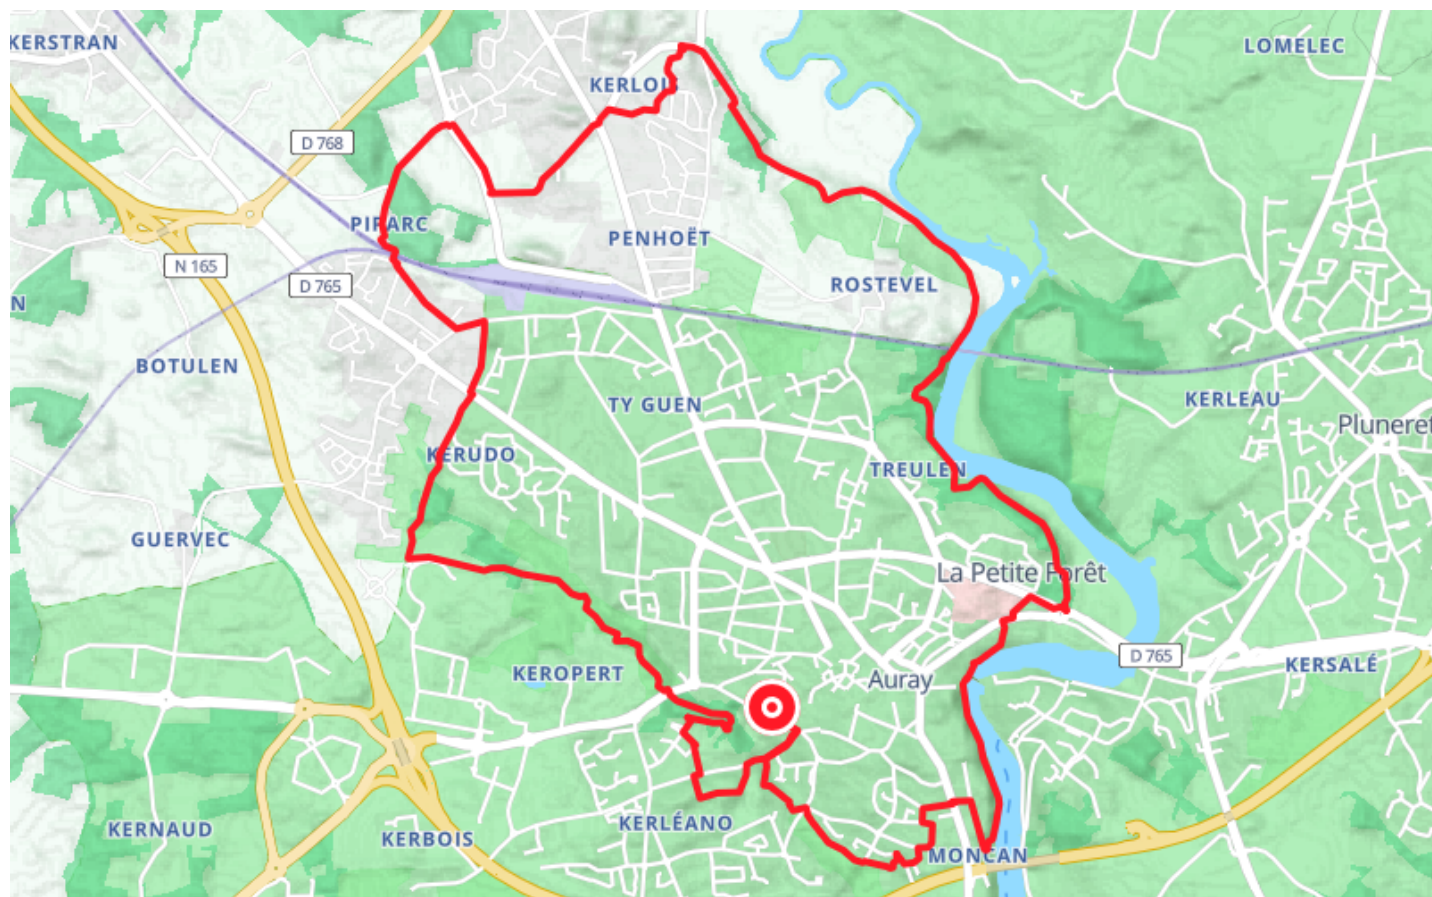 KERSTRAN
LOMELEC
KERLOIS
D 768
PIPARC
PENHOËT
N 165
D 765
ROSTEVEL
N
BOTULEN
TY GUEN
KERLEAU
Pluneret
KERUDO
TREULEN
GUERVEC
La Petite Forêt
D 765
KERSALÉ
KEROPERT
Auray
KERLÉANO
KERNAUD
KERBOIS
MONCAN